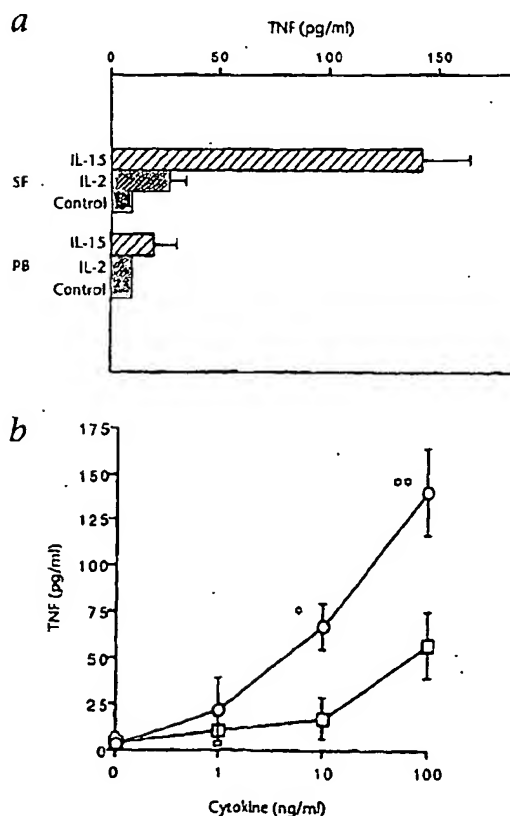 a
TNF (pg/ml)
0 50 100 150
IL-15
SF IL-2
Control
IL-15
PB IL-2
Control
b
175
150
125
100
75
50
25
0
TNF (pg/ml)
0 1 10 100
Cytokine (ng/ml)